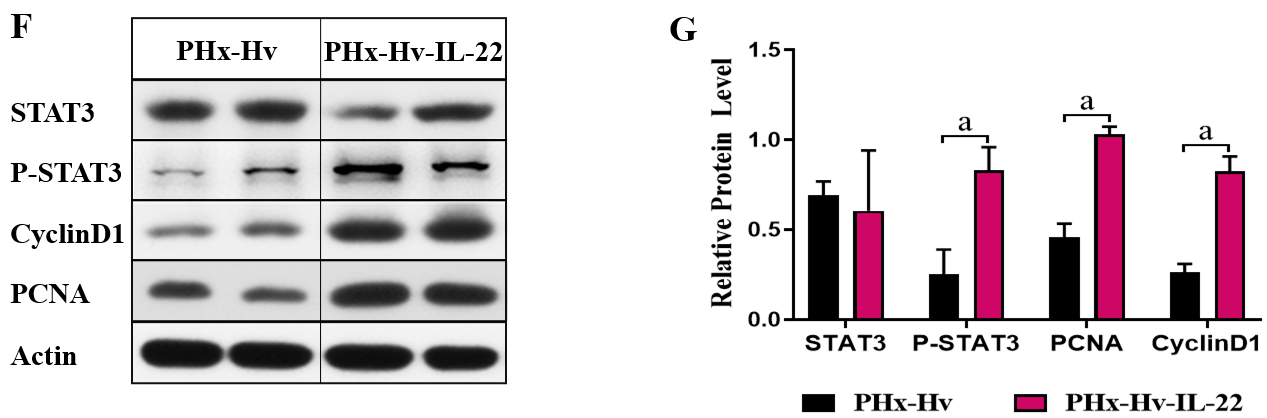 F
PHx-Hv PHx-Hv-IL-22
STAT3
P-STAT3
CyclinD1
PCNA
Actin
G
Relative Protein Level
1.5
1.0
0.5
0.0
a
a
a
STAT3 P-STAT3 PCNA CyclinD1
PHx-Hv PHx-Hv-IL-22